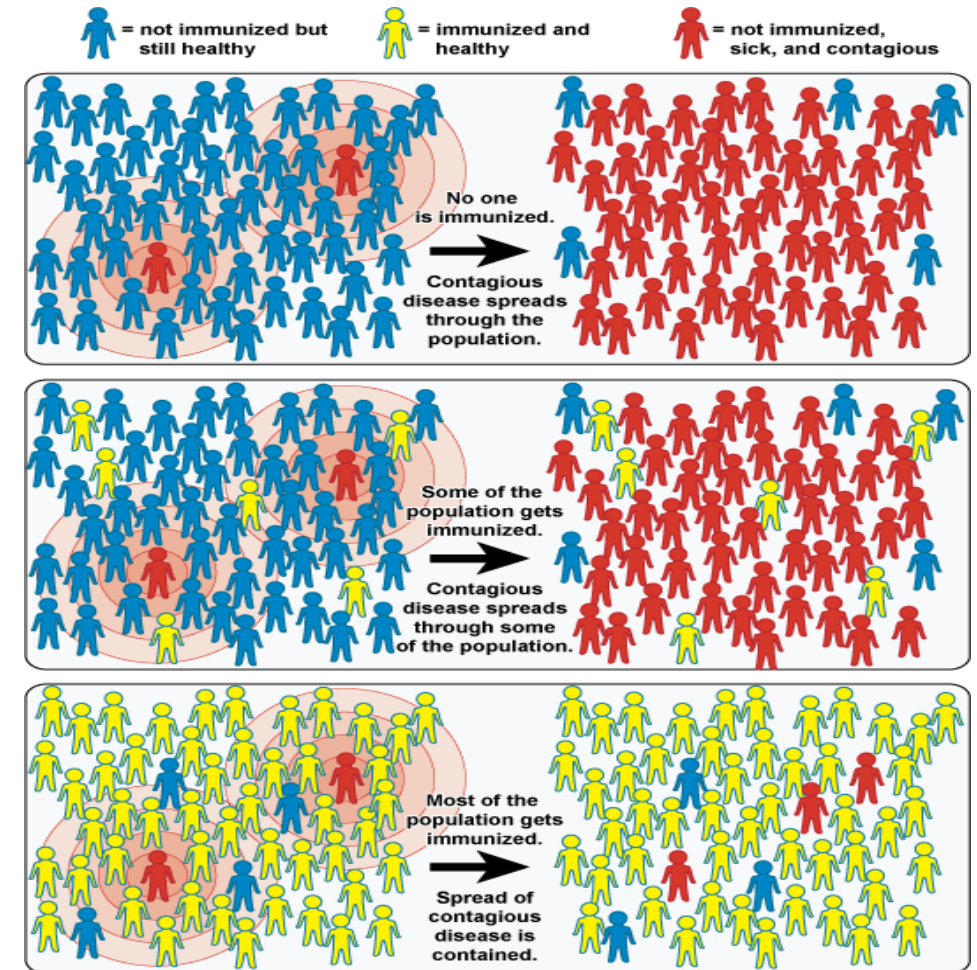 = not immunized but
still healthy
= immunized and
healthy
= not immunized,
sick, and contagious
No one
is immunized.
Contagious
disease spreads
through the
population.
Some of the
population gets
immunized.
Contagious
disease spreads
through some
of the population.
Most of the
population gets
immunized.
Spread of
contagious
disease is
contained.